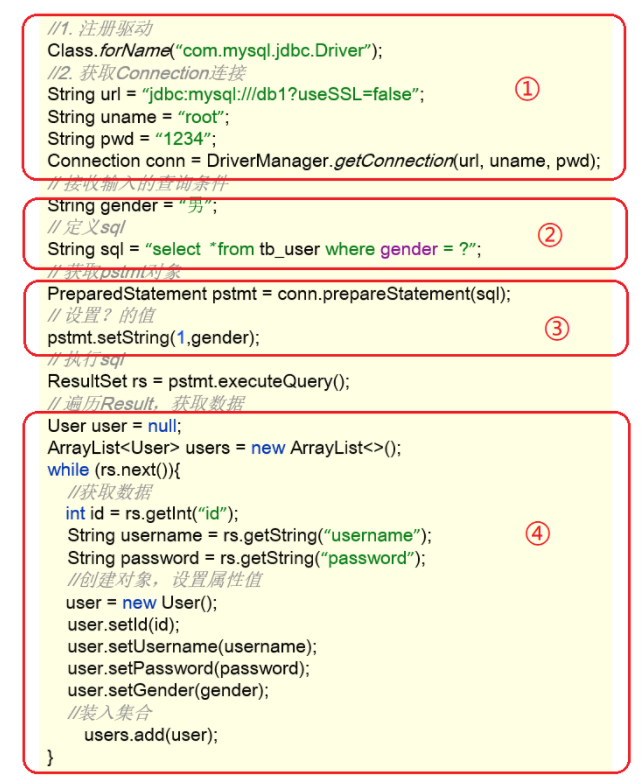 //1. 注册驱动
Class.forName(“com.mysql.jdbc.Driver”);
//2. 获取Connection连接
String url = “jdbc:mysql:///db1?useSSL=false”;
①
String uname = “root”;
String pwd = “1234”;
Connection conn = DriverManager.getConnection(url, uname, pwd);
// 接收输入的查询条件
String gender = “男”;
// 定义sql
②
String sql = “select *from tb_user where gender = ?”;
// 获取pstmt对象
PreparedStatement pstmt = conn.prepareStatement(sql);
// 设置？的值
③
pstmt.setString(1,gender);
// 执行sql
ResultSet rs = pstmt.executeQuery();
// 遍历Result，获取数据
User user = null;
ArrayList<User> users = new ArrayList<>();
while (rs.next()){
//获取数据
int id = rs.getInt(“id”);
String username = rs.getString(“username”);
④
String password = rs.getString(“password”);
//创建对象，设置属性值
user = new User();
user.setId(id);
user.setUsername(username);
user.setPassword(password);
user.setGender(gender);
//装入集合
users.add(user);
}